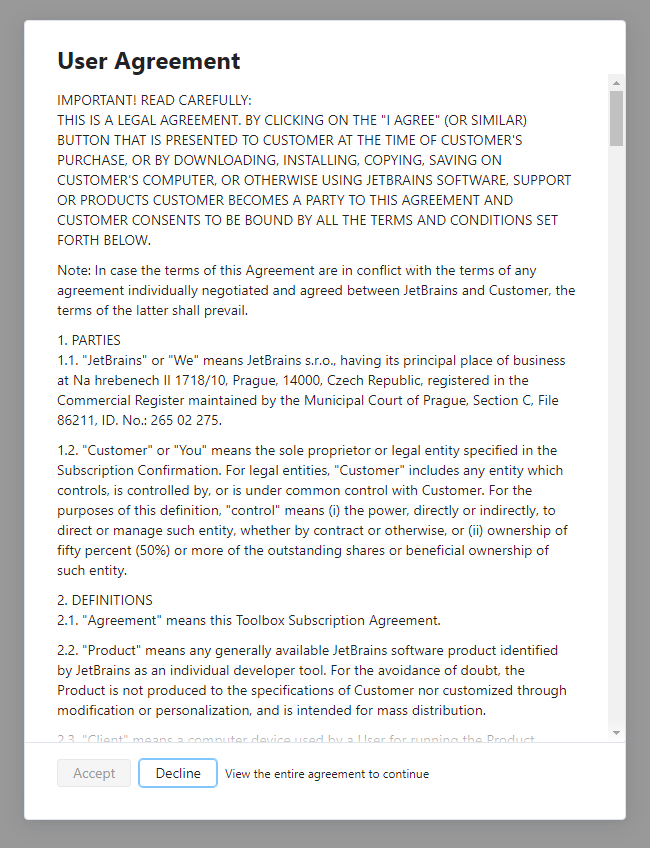 User Agreement
IMPORTANT! READ CAREFULLY:
THIS IS A LEGAL AGREEMENT. BY CLICKING ON THE "I AGREE" (OR SIMILAR)
BUTTON THAT IS PRESENTED TO CUSTOMER AT THE TIME OF CUSTOMER'S
PURCHASE, OR BY DOWNLOADING, INSTALLING, COPYING, SAVING ON
CUSTOMER'S COMPUTER, OR OTHERWISE USING JETBRAINS SOFTWARE, SUPPORT
OR PRODUCTS CUSTOMER BECOMES A PARTY TO THIS AGREEMENT AND
CUSTOMER CONSENTS TO BE BOUND BY ALL THE TERMS AND CONDITIONS SET
FORTH BELOW.
Note: In case the terms of this Agreement are in conflict with the terms of any
agreement individually negotiated and agreed between JetBrains and Customer, the
terms of the latter shall prevail.
1. PARTIES
1.1. "JetBrains" or "We" means JetBrains s.r.o., having its principal place of business
at Na hrebenech II 1718/10, Prague, 14000, Czech Republic, registered in the
Commercial Register maintained by the Municipal Court of Prague, Section C, File
86211, ID. No.: 265 02 275.
1.2. "Customer" or "You" means the sole proprietor or legal entity specified in the
Subscription Confirmation. For legal entities, "Customer" includes any entity which
controls, is controlled by, or is under common control with Customer. For the
purposes of this definition, "control" means (i) the power, directly or indirectly, to
direct or manage such entity, whether by contract or otherwise, or (ii) ownership of
fifty percent (50%) or more of the outstanding shares or beneficial ownership of
such entity.
2. DEFINITIONS
2.1. "Agreement" means this Toolbox Subscription Agreement.
2.2. "Product" means any generally available JetBrains software product identified
by JetBrains as an individual developer tool. For the avoidance of doubt, the
Product is not produced to the specifications of Customer nor customized through
modification or personalization, and is intended for mass distribution.
2.3. "Client" means a computer device used by a User for running the Product.
Accept Decline View the entire agreement to continue